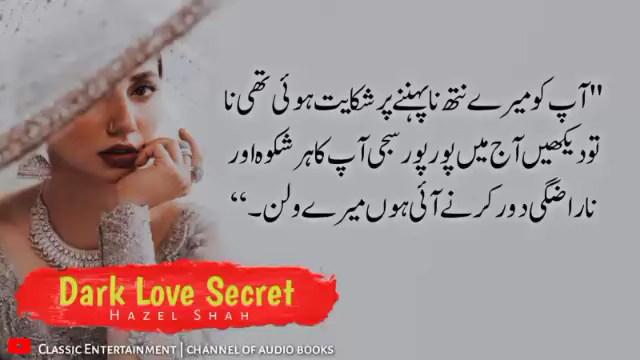 "آپ کو میرے نتھ نا پہننے پر شکایت ہوئی تھی نا
تو دیکھیں آج میں پور پور سجی آپ کا ہر شکوہ اور
ناراضگی دور کرنے آئی ہوں میرے ولن۔“
Dark Love Secret
Hazel Shah
Classic Entertainment | channel of audio books